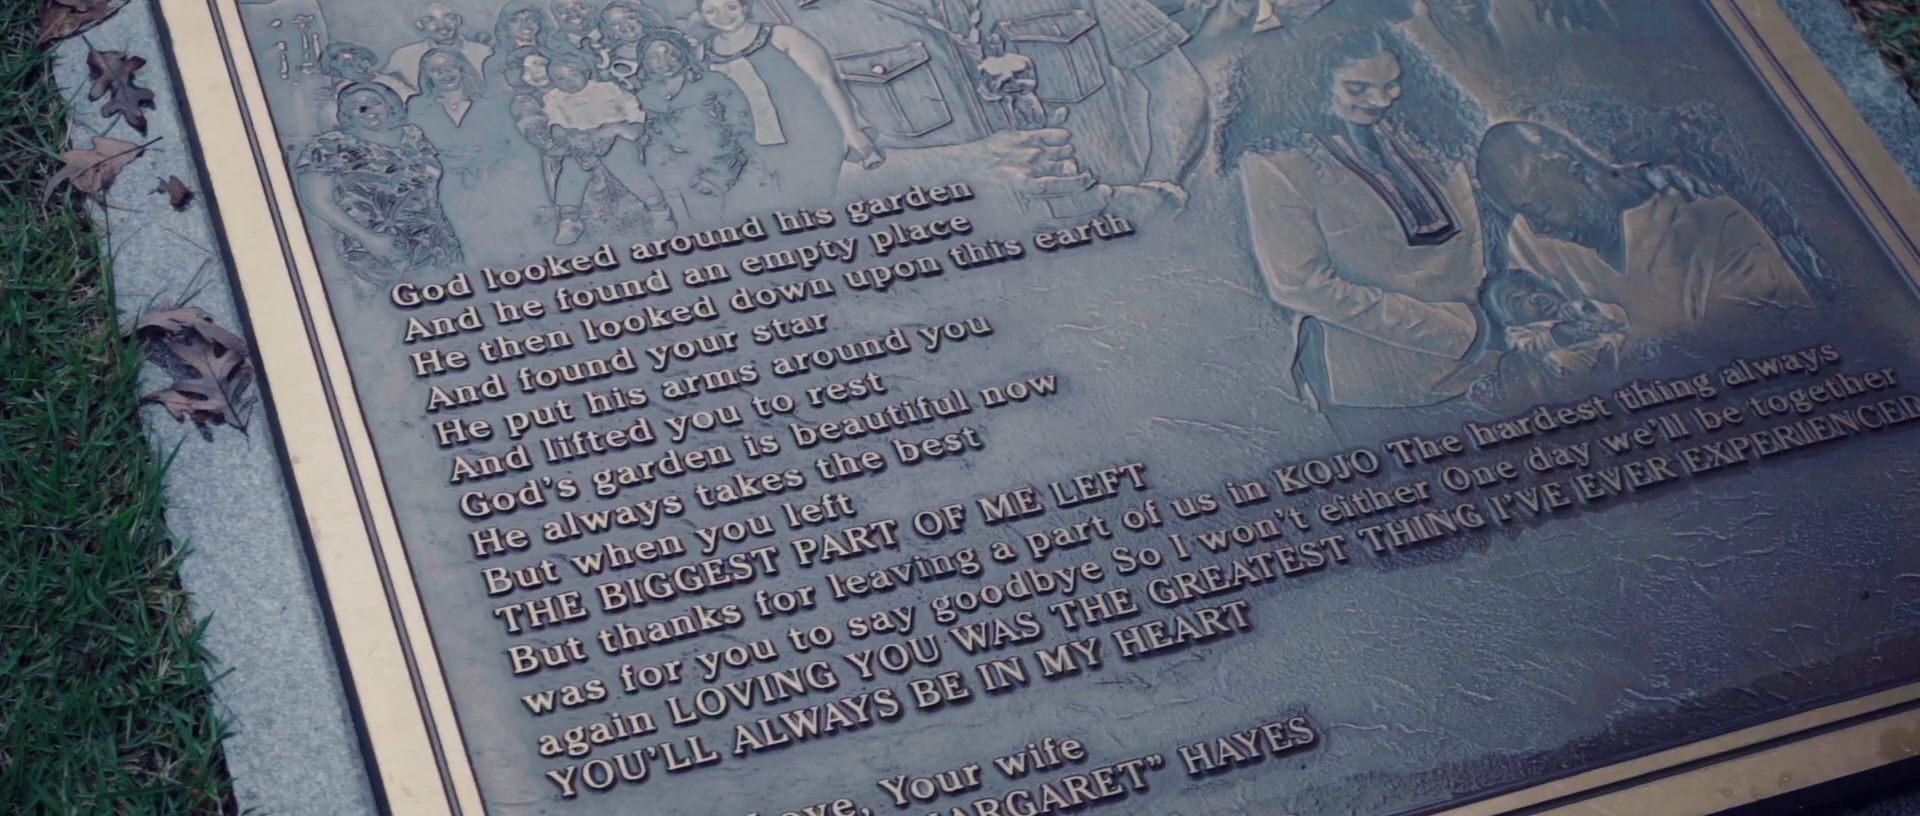 God looked around his garden
And he found an empty place
He then looked down upon this earth
And found your star
He put his arms around you
And lifted you to rest
God's garden is beautiful now
He always takes the best
But when you left
THE BIGGEST PART OF ME LEFT
But thanks for leaving a part of us in KOJO The hardest thing always
was for you to say goodbye So I won't either One day we'll be together
again LOVING YOU WAS THE GREATEST THING I'VE EVER EXPERIENCED
YOU'LL ALWAYS BE IN MY HEART
Love, Your wife
MARGARET" HAYES